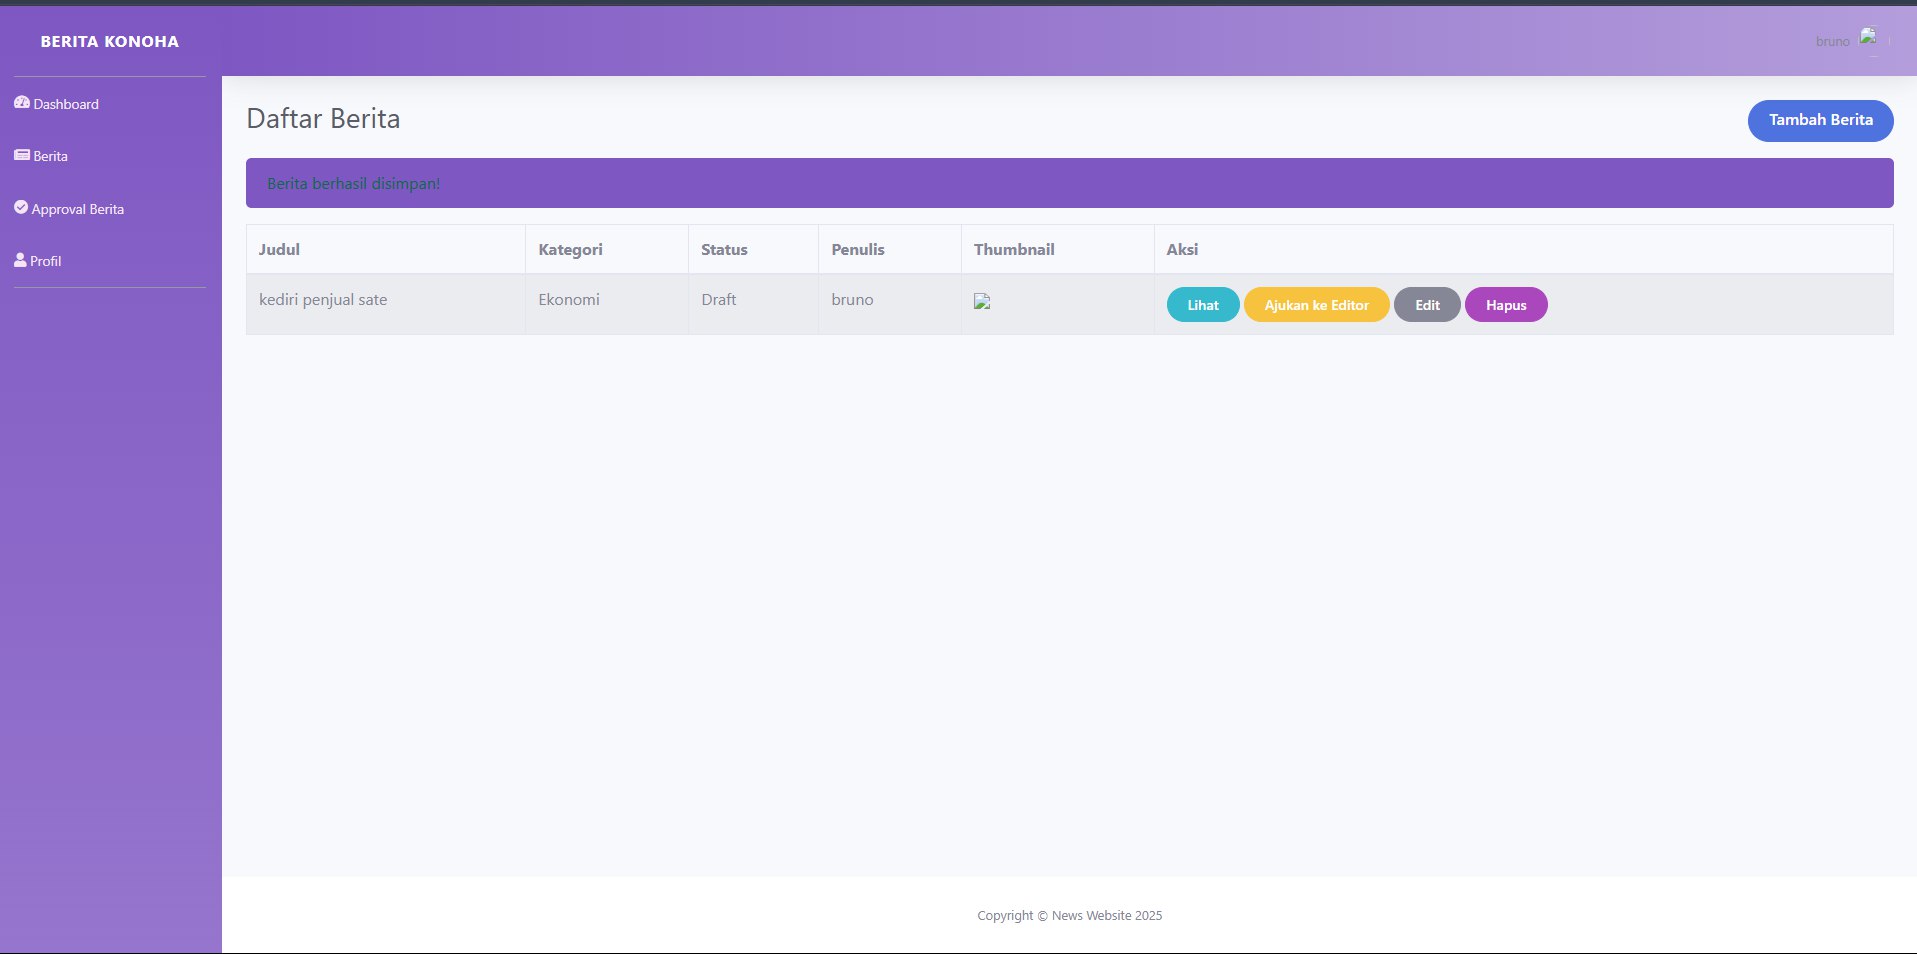 BERITA KONOHA
bruno
Dashboard
Berita
Approval Berita
Profil
Daftar Berita
Tambah Berita
Berita berhasil disimpan!
Judul Kategori Status Penulis Thumbnail Aksi
kediri penjual sate Ekonomi Draft bruno Lihat Ajukan ke Editor Edit Hapus
Copyright © News Website 2025